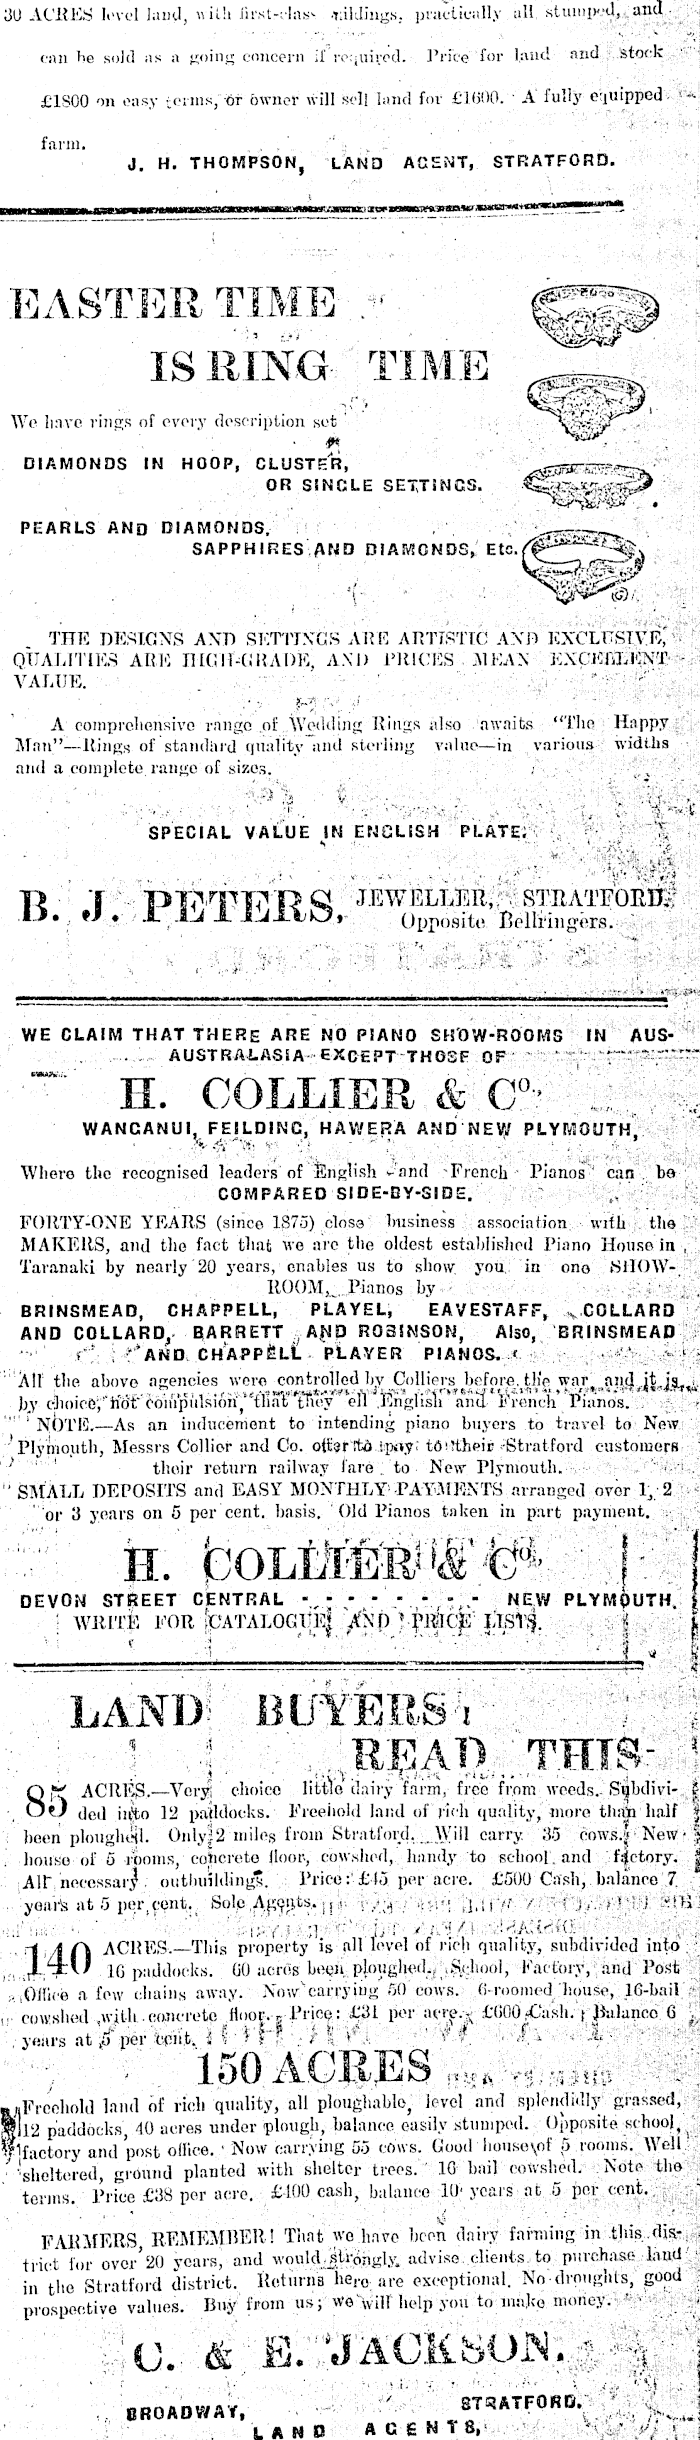 30 ACRES level land, with first-class buildings, practically all stumped, and
can be sold as a going concern if required. Price for land and stock
£1800 on easy terms, or owner will sell land for £1600. A fully equipped
farm.
J. H. THOMPSON, LAND AGENT, STRATFORD.
EASTER TIME
IS RING TIME
We have rings of every description set
DIAMONDS IN HOOP, CLUSTER,
OR SINGLE SETTINGS.
PEARLS AND DIAMONDS,
SAPPHIRES AND DIAMONDS, Etc.
THE DESIGNS AND SETTINGS ARE ARTISTIC AND EXCLUSIVE,
QUALITIES ARE HIGH-GRADE, AND PRICES MEAN EXCELLENT
VALUE.
A comprehensive range of Wedding Rings also awaits "The Happy
Man"—Rings of standard quality and sterling value—in various widths
and a complete range of sizes.
SPECIAL VALUE IN ENGLISH PLATE.
B. J. PETERS, JEWELLER, STRATFORD,
Opposite Bellringers.
WE CLAIM THAT THERE ARE NO PIANO SHOW-ROOMS IN AUS-
AUSTRALASIA EXCEPT THOSE OF
H. COLLIER & Co.,
WANGANUI, FEILDING, HAWERA AND NEW PLYMOUTH,
Where the recognised leaders of English and French Pianos can be
COMPARED SIDE-BY-SIDE.
FORTY-ONE YEARS (since 1875) close business association with the
MAKERS, and the fact that we are the oldest established Piano House in
Taranaki by nearly 20 years, enables us to show you in one SHOW-
ROOM, Pianos by
BRINSMEAD, CHAPPELL, PLAYEL, EAVESTAFF, COLLARD
AND COLLARD, BARRETT AND ROBINSON, Also, BRINSMEAD
AND CHAPPELL PLAYER PIANOS.
All the above agencies were controlled by Colliers before the war, and it is
by choice, not compulsion, that they ell English and French Pianos.
NOTE.—As an inducement to intending piano buyers to travel to New
Plymouth, Messrs Collier and Co. offer to pay to their Stratford customers
their return railway fare to New Plymouth.
SMALL DEPOSITS and EASY MONTHLY PAYMENTS arranged over 1, 2
or 3 years on 5 per cent. basis. Old Pianos taken in part payment.
H. COLLIER & Co.,
DEVON STREET CENTRAL - - - - - - - - NEW PLYMOUTH.
WRITE FOR CATALOGUE AND PRICE LISTS.
LAND BUYERS!
READ THIS-
85 ACRES.—Very choice little dairy farm, free from weeds. Subdivi-
ded into 12 paddocks. Freehold land of rich quality, more than half
been ploughed. Only 2 miles from Stratford. Will carry 35 cows. New
house of 5 rooms, concrete floor, cowshed, handy to school and factory.
All necessary outbuildings. Price: £45 per acre. £500 Cash, balance 7
years at 5 per cent. Sole Agents.
140 ACRES.—This property is all level of rich quality, subdivided into
16 paddocks. 60 acres been ploughed. School, Factory, and Post
Office a few chains away. Now carrying 50 cows. 6-roomed house, 16-bail
cowshed with concrete floor. Price: £31 per acre. £600 Cash. Balance 6
years at 5 per cent.
150 ACRES
Freehold land of rich quality, all ploughable, level and splendidly grassed,
12 paddocks, 40 acres under plough, balance easily stumped. Opposite school,
factory and post office. Now carrying 55 cows. Good house of 5 rooms. Well
sheltered, ground planted with shelter trees. 16 bail cowshed. Note the
terms. Price £38 per acre. £400 cash, balance 10 years at 5 per cent.
FARMERS, REMEMBER! That we have been dairy farming in this dis-
trict for over 20 years, and would strongly advise clients to purchase land
in the Stratford district. Returns here are exceptional. No droughts, good
prospective values. Buy from us; we will help you to make money.
C. & E. JACKSON.
BROADWAY, STRATFORD.
LAND AGENTS,